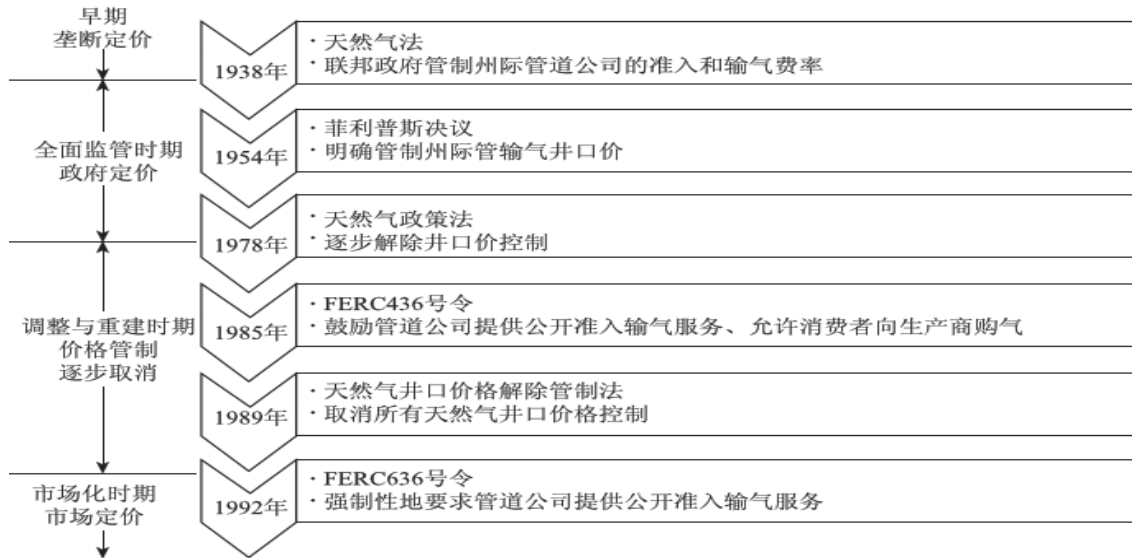 早期
垄断定价
1938年
· 天然气法
· 联邦政府管制州际管道公司的准入和输气费率
全面监管时期
政府定价
1954年
· 菲利普斯决议
· 明确管制州际管输气井口价
1978年
· 天然气政策法
· 逐步解除井口价控制
调整与重建时期
价格管制
逐步取消
1985年
· FERC436号令
· 鼓励管道公司提供公开准入输气服务、允许消费者向生产商购气
1989年
· 天然气井口价格解除管制法
· 取消所有天然气井口价格控制
市场化时期
市场定价
1992年
· FERC636号令
· 强制性地要求管道公司提供公开准入输气服务